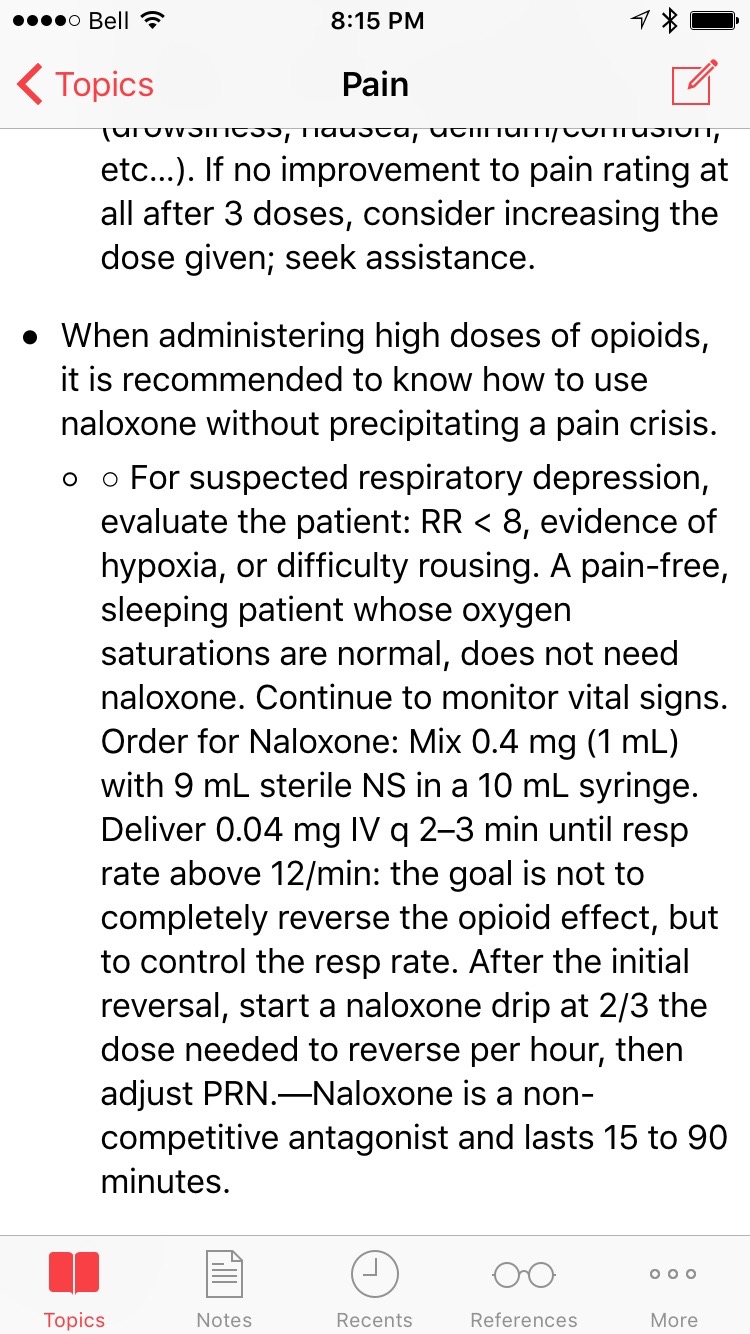 Bell 8:15 PM
Topics Pain
(drowsiness, nausea, delirium/confusion,
etc...). If no improvement to pain rating at
all after 3 doses, consider increasing the
dose given; seek assistance.
● When administering high doses of opioids,
it is recommended to know how to use
naloxone without precipitating a pain crisis.
○ ○ For suspected respiratory depression,
evaluate the patient: RR < 8, evidence of
hypoxia, or difficulty rousing. A pain-free,
sleeping patient whose oxygen
saturations are normal, does not need
naloxone. Continue to monitor vital signs.
Order for Naloxone: Mix 0.4 mg (1 mL)
with 9 mL sterile NS in a 10 mL syringe.
Deliver 0.04 mg IV q 2–3 min until resp
rate above 12/min: the goal is not to
completely reverse the opioid effect, but
to control the resp rate. After the initial
reversal, start a naloxone drip at 2/3 the
dose needed to reverse per hour, then
adjust PRN.—Naloxone is a non-
competitive antagonist and lasts 15 to 90
minutes.
Topics Notes Recents References More